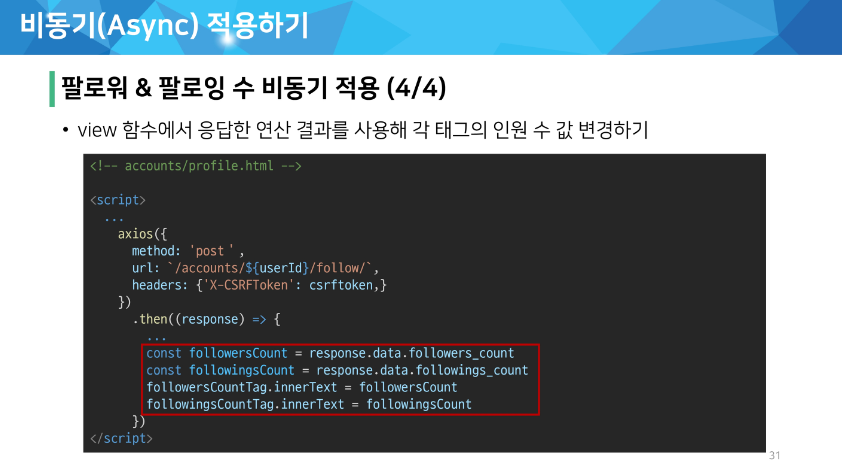 비동기(Async) 적용하기
팔로워 & 팔로잉 수 비동기 적용 (4/4)
• view 함수에서 응답한 연산 결과를 사용해 각 태그의 인원 수 값 변경하기
<!-- accounts/profile.html -->
<script>
...
axios({
method: 'post',
url: `/accounts/${userId}/follow/`,
headers: {'X-CSRFToken': csrftoken,}
})
.then((response) => {
...
const followersCount = response.data.followers_count
const followingsCount = response.data.followings_count
followersCountTag.innerText = followersCount
followingsCountTag.innerText = followingsCount
})
</script>
31